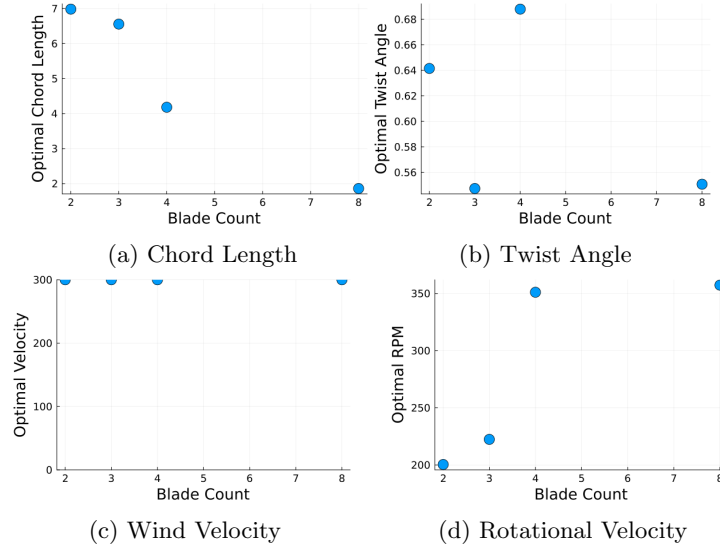 Optimal Chord Length
7
6
5
4
3
2
2 3 4 5 6 7 8
Blade Count
(a) Chord Length
Optimal Twist Angle
0.68
0.66
0.64
0.62
0.60
0.58
0.56
2 3 4 5 6 7 8
Blade Count
(b) Twist Angle
Optimal Velocity
300
200
100
0
2 3 4 5 6 7 8
Blade Count
(c) Wind Velocity
Optimal RPM
350
300
250
200
2 3 4 5 6 7 8
Blade Count
(d) Rotational Velocity